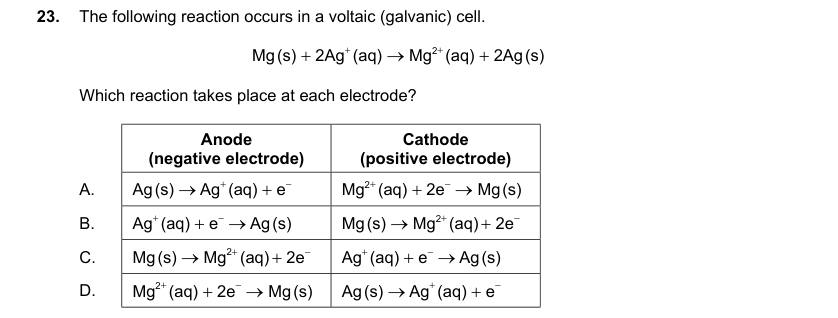 23. The following reaction occurs in a voltaic (galvanic) cell.
Mg (s) + 2Ag⁺ (aq) → Mg²⁺ (aq) + 2Ag (s)
Which reaction takes place at each electrode?
Anode Cathode
(negative electrode) (positive electrode)
A. Ag (s) → Ag⁺ (aq) + e⁻ Mg²⁺ (aq) + 2e⁻ → Mg (s)
B. Ag⁺ (aq) + e⁻ → Ag (s) Mg (s) → Mg²⁺ (aq) + 2e⁻
C. Mg (s) → Mg²⁺ (aq) + 2e⁻ Ag⁺ (aq) + e⁻ → Ag (s)
D. Mg²⁺ (aq) + 2e⁻ → Mg (s) Ag (s) → Ag⁺ (aq) + e⁻